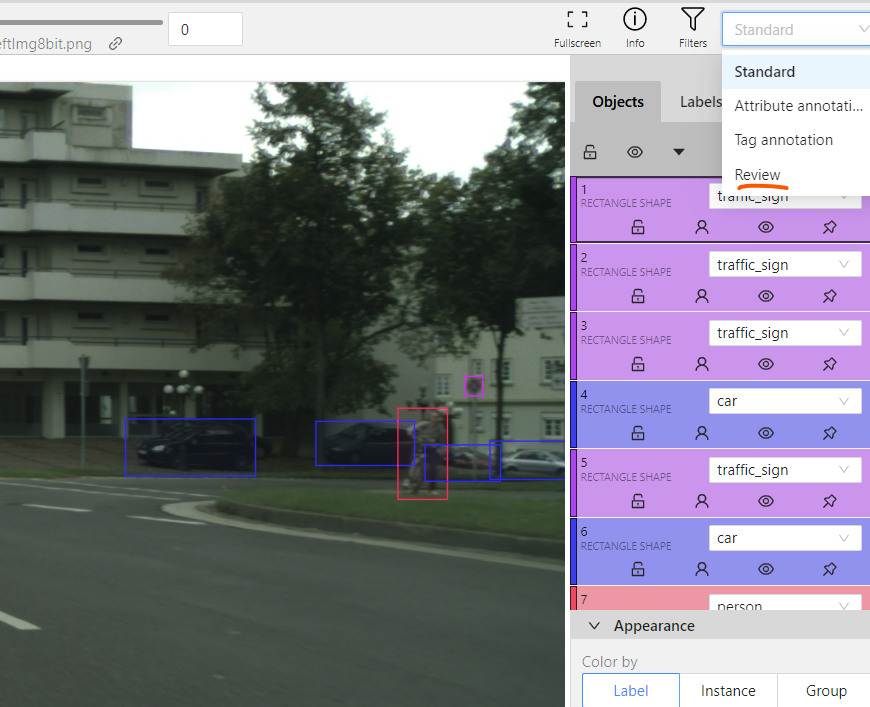 0
Standard
ftImg8bit.png
Fullscreen
Info
Filters
Standard
Attribute annotati...
Tag annotation
Review
Objects
Labels
1
RECTANGLE SHAPE
traffic_sign
2
RECTANGLE SHAPE
traffic_sign
3
RECTANGLE SHAPE
traffic_sign
4
RECTANGLE SHAPE
car
5
RECTANGLE SHAPE
traffic_sign
6
RECTANGLE SHAPE
car
7
person
Appearance
Color by
Label
Instance
Group